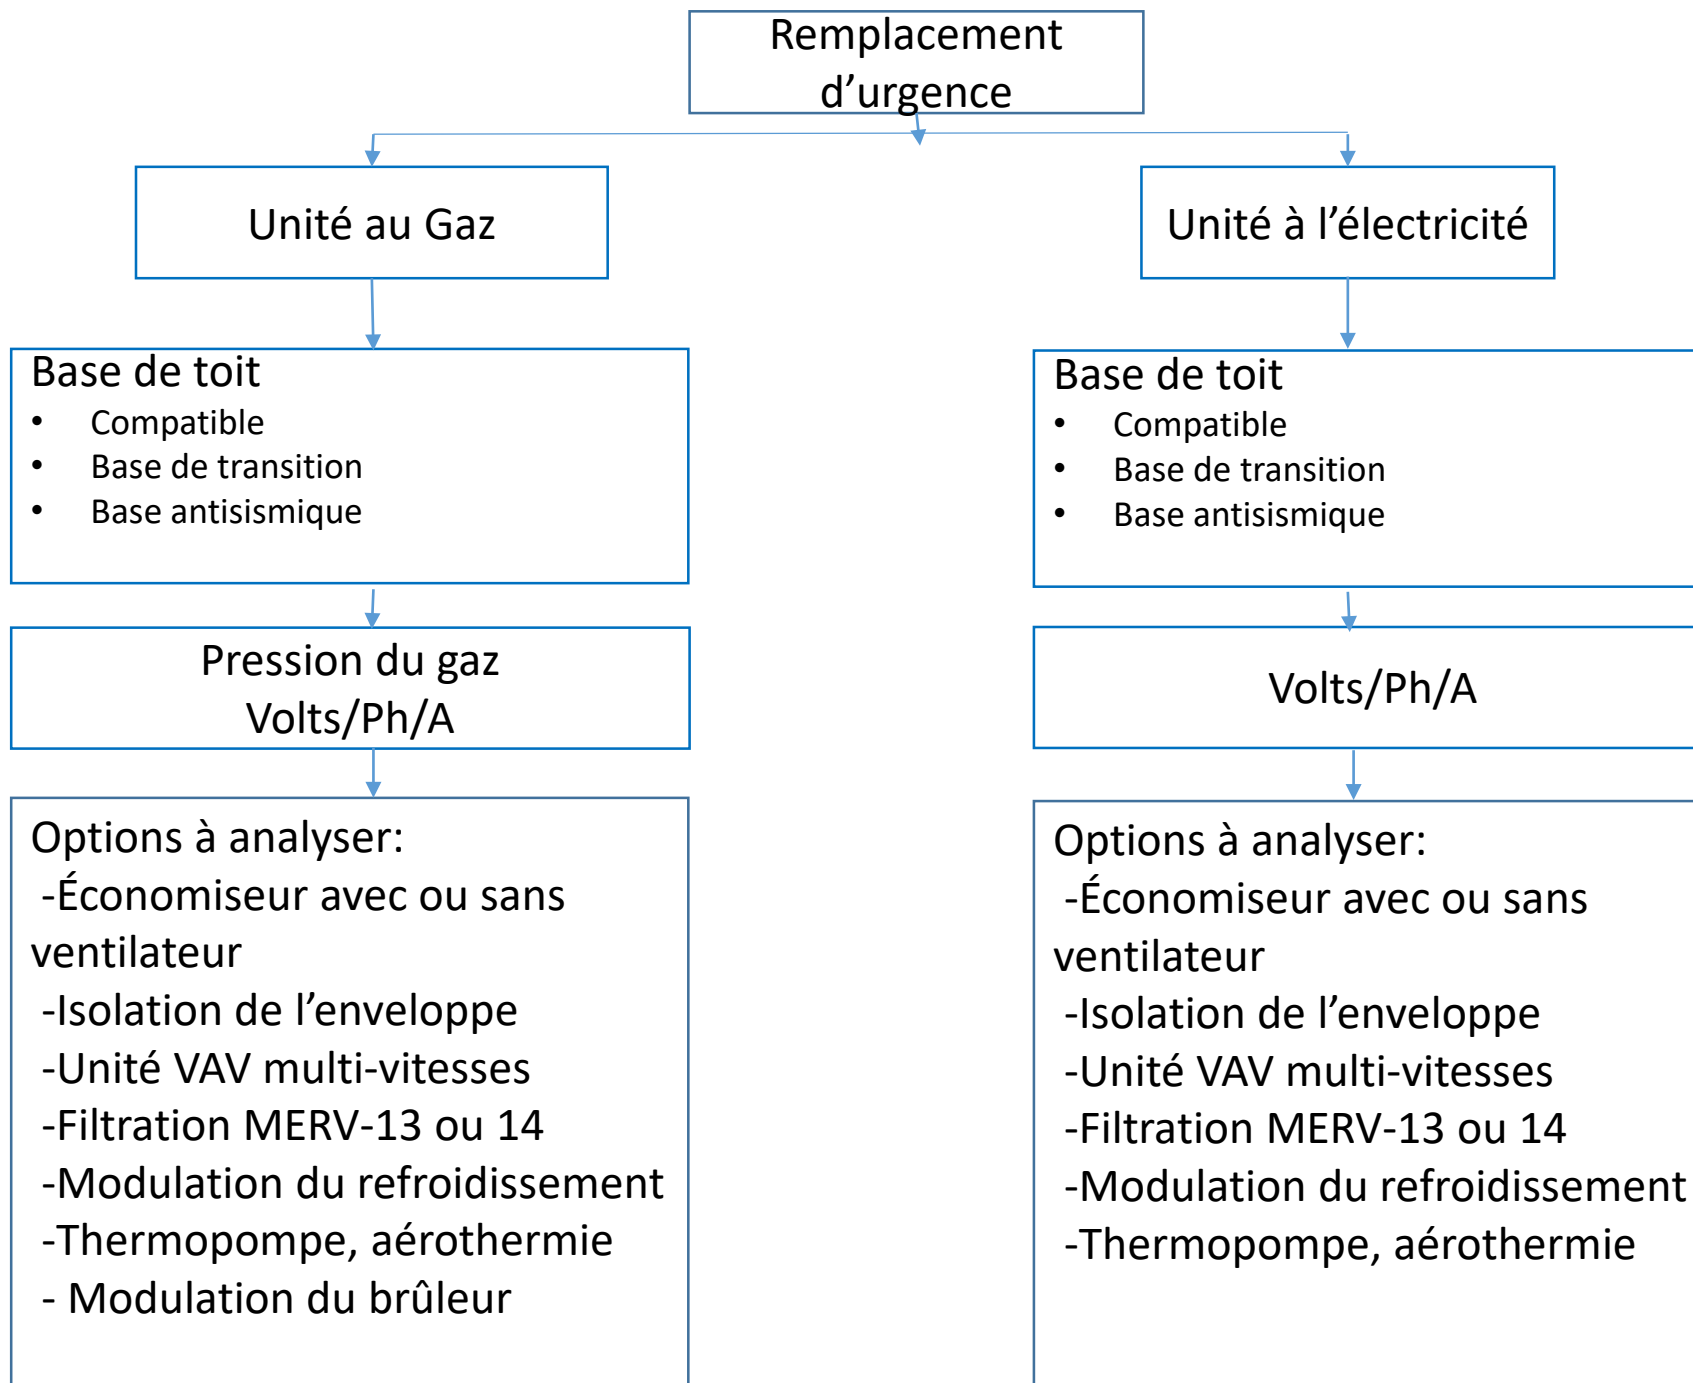 Remplacement
d’urgence
Unité au Gaz
Unité à l’électricité
Base de toit
• Compatible
• Base de transition
• Base antisismique
Base de toit
• Compatible
• Base de transition
• Base antisismique
Pression du gaz
Volts/Ph/A
Volts/Ph/A
Options à analyser:
-Économiseur avec ou sans
ventilateur
-Isolation de l’enveloppe
-Unité VAV multi-vitesses
-Filtration MERV-13 ou 14
-Modulation du refroidissement
-Thermopompe, aérothermie
- Modulation du brûleur
Options à analyser:
-Économiseur avec ou sans
ventilateur
-Isolation de l’enveloppe
-Unité VAV multi-vitesses
-Filtration MERV-13 ou 14
-Modulation du refroidissement
-Thermopompe, aérothermie